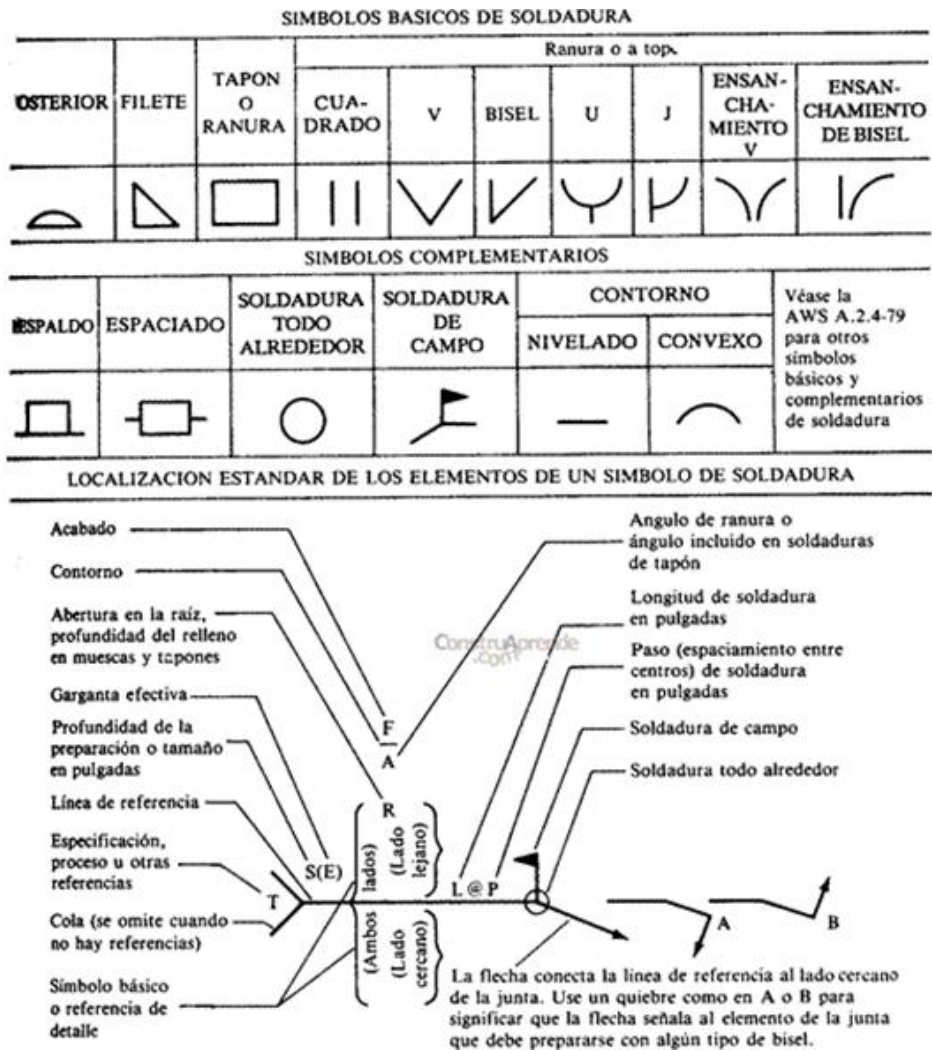 SIMBOLOS BASICOS DE SOLDADURA
Ranura o a top.
OSTERIOR
FILETE
TAPON
O
RANURA
CUA-
DRADO
V
BISEL
U
J
ENSAN-
CHA-
MIENTO
V
ENSAN-
CHAMIENTO
DE BISEL
SIMBOLOS COMPLEMENTARIOS
ESPALDO
ESPACIADO
SOLDADURA
TODO
ALREDEDOR
SOLDADURA
DE
CAMPO
CONTORNO
NIVELADO
CONVEXO
Véase la
AWS A.2.4-79
para otros
símbolos
básicos y
complementarios
de soldadura
LOCALIZACION ESTANDAR DE LOS ELEMENTOS DE UN SIMBOLO DE SOLDADURA
Acabado
Contorno
Abertura en la raíz,
profundidad del relleno
en muescas y tapones
Garganta efectiva
Profundidad de la
preparación o tamaño
en pulgadas
Línea de referencia
Especificación,
proceso u otras
referencias
Cola (se omite cuando
no hay referencias)
Símbolo básico
o referencia de
detalle
ConstruAprende
.com
F
A
R
S(E)
T
lados)
(Lado
lejano)
(Ambos
(Lado
cercano)
L @ P
Angulo de ranura o
ángulo incluido en soldaduras
de tapón
Longitud de soldadura
en pulgadas
Paso (espaciamiento entre
centros) de soldadura
en pulgadas
Soldadura de campo
Soldadura todo alrededor
A
B
La flecha conecta la linea de referencia al lado cercano
de la junta. Use un quiebre como en A o B para
significar que la flecha señala al elemento de la junta
que debe prepararse con algún tipo de bisel.